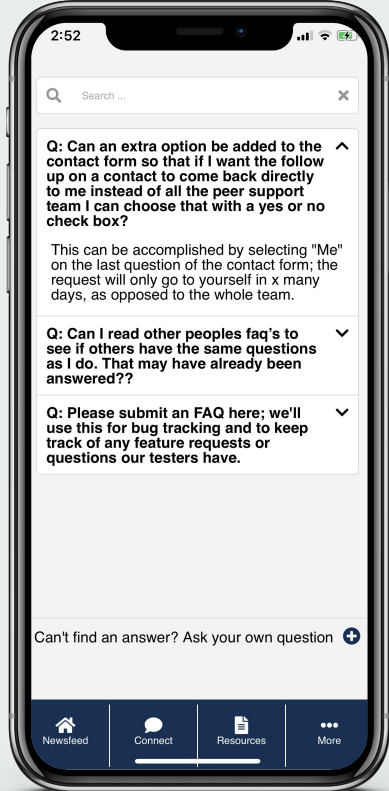 2:52
Search ...
Q: Can an extra option be added to the
contact form so that if I want the follow
up on a contact to come back directly
to me instead of all the peer support
team I can choose that with a yes or no
check box?
This can be accomplished by selecting "Me"
on the last question of the contact form; the
request will only go to yourself in x many
days, as opposed to the whole team.
Q: Can I read other peoples faq's to
see if others have the same questions
as I do. That may have already been
answered??
Q: Please submit an FAQ here; we'll
use this for bug tracking and to keep
track of any feature requests or
questions our testers have.
Can't find an answer? Ask your own question
Newsfeed
Connect
Resources
More